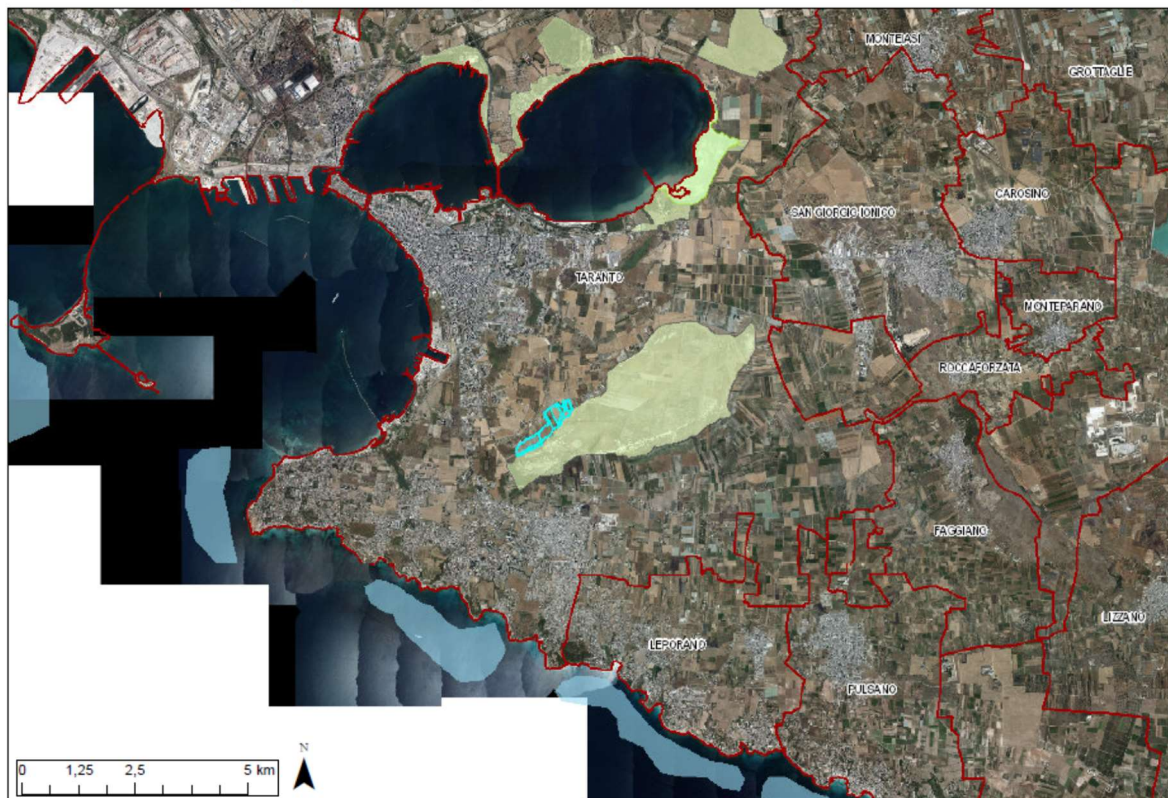 MONTEIASI
GROTTAGLIE
CAROSINO
SAN GIORGIO IONICO
TARANTO
MONTEPARANO
ROCCAFORZATA
FAGGIANO
LIZZANO
LEPORANO
PULSANO
N
0 1,25 2,5 5 km